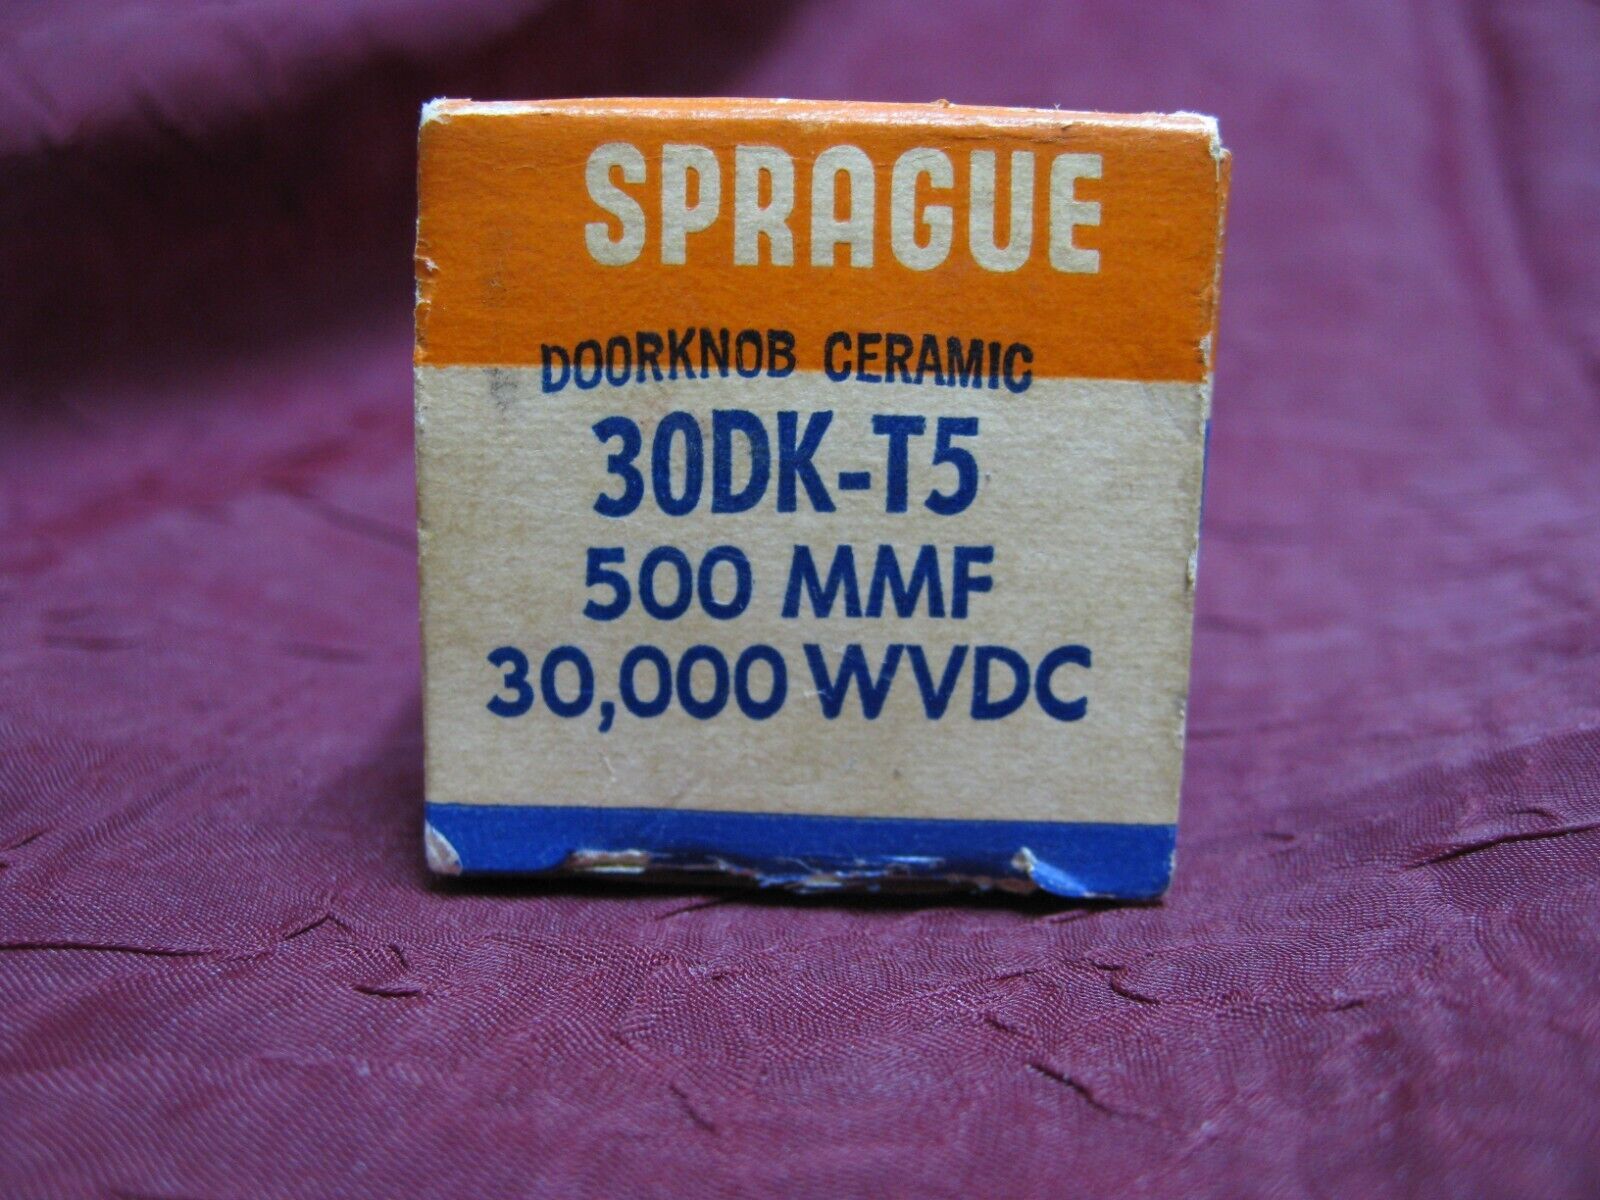 SPRAGUE
DOORKNOB CERAMIC
30DK-T5
500 MMF
30,000 WVDC